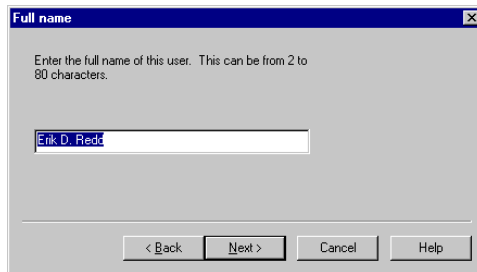 Full name
Enter the full name of this user. This can be from 2 to
80 characters.
Erik D. Redd
< Back
Next >
Cancel
Help